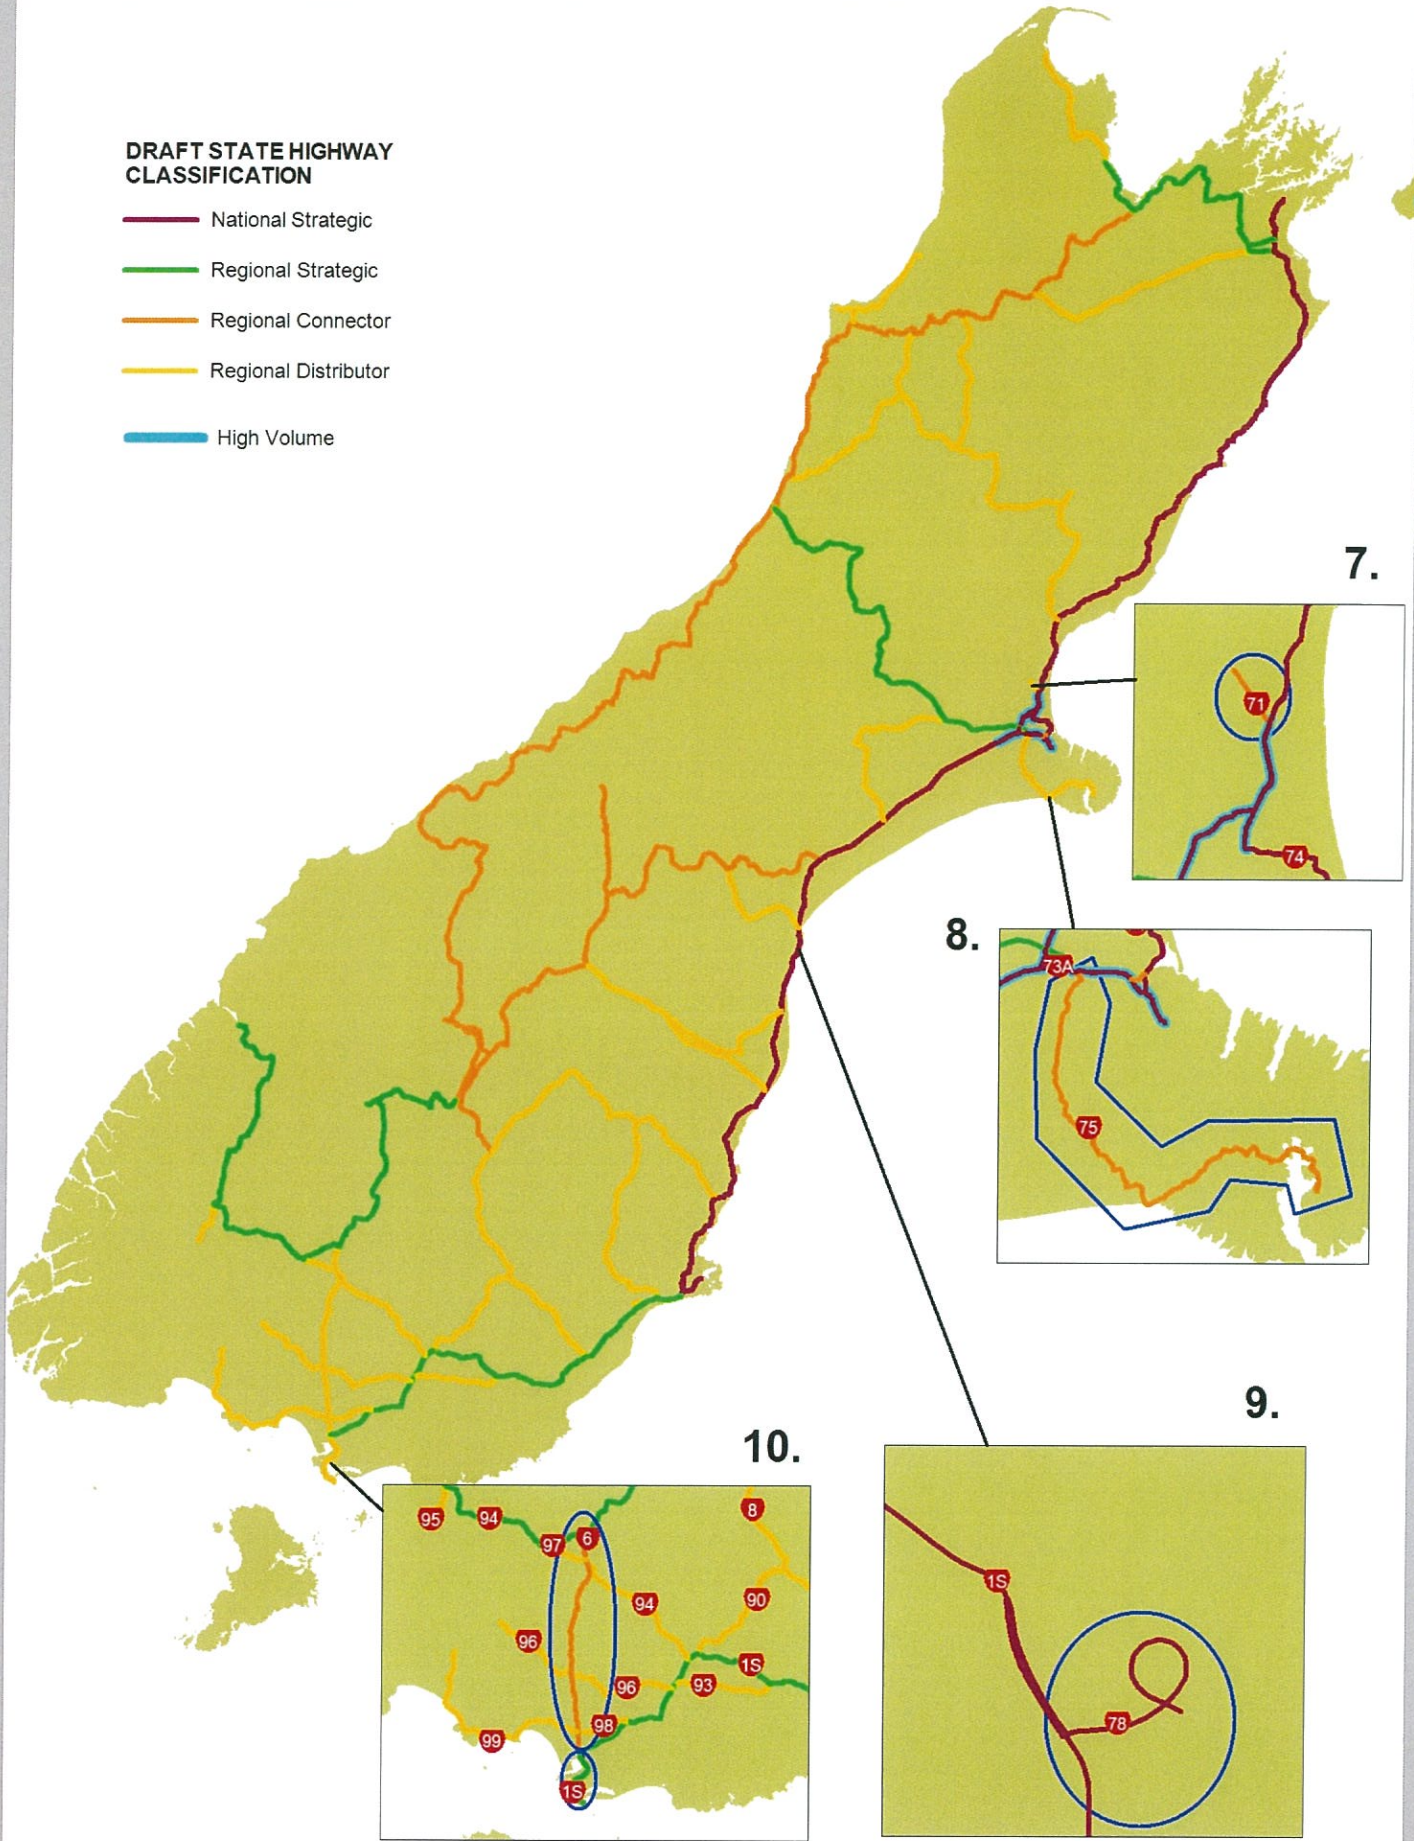 DRAFT STATE HIGHWAY
CLASSIFICATION
National Strategic
Regional Strategic
Regional Connector
Regional Distributor
High Volume
7.
71
74
8.
73A
75
9.
1S
78
10.
95
94
97
6
8
94
90
96
96
1S
93
98
99
1S